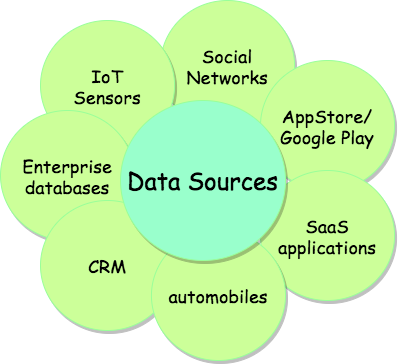 Social
Networks
IoT
Sensors
AppStore/
Google Play
Enterprise
databases
Data Sources
SaaS
applications
CRM
automobiles